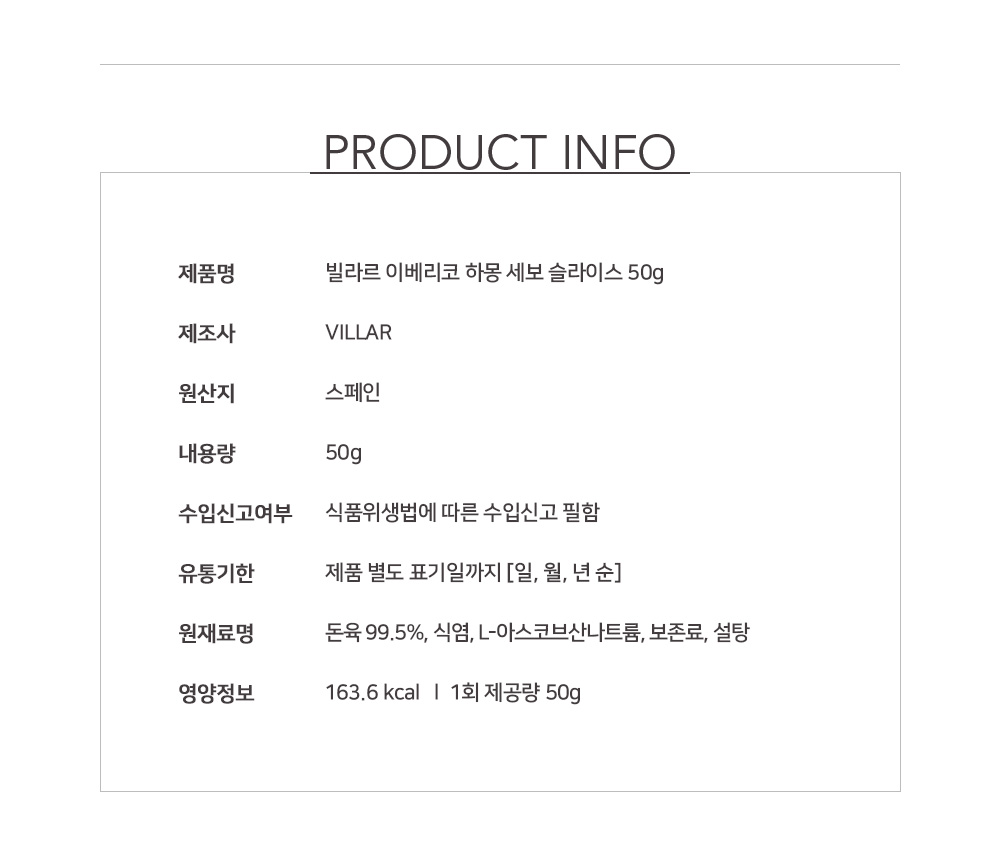 PRODUCT INFO
제품명 빌라르 이베리코 하몽 세보 슬라이스 50g
제조사 VILLAR
원산지 스페인
내용량 50g
수입신고여부 식품위생법에 따른 수입신고 필함
유통기한 제품 별도 표기일까지 [일, 월, 년 순]
원재료명 돈육 99.5%, 식염, L-아스코브산나트륨, 보존료, 설탕
영양정보 163.6 kcal ㅣ 1회 제공량 50g